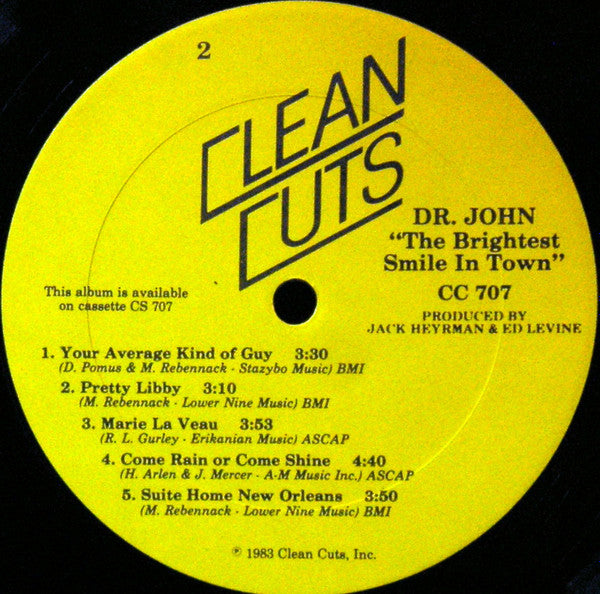 2
CLEAN
CUTS
DR. JOHN
“The Brightest
Smile In Town”
CC 707
PRODUCED BY
JACK HEYRMAN & ED LEVINE
This album is available
on cassette CS 707
1. Your Average Kind of Guy 3:30
(D. Pomus & M. Rebennack - Stazybo Music) BMI
2. Pretty Libby 3:10
(M. Rebennack - Lower Nine Music) BMI
3. Marie La Veau 3:53
(R. L. Gurley - Erikanian Music) ASCAP
4. Come Rain or Come Shine 4:40
(H. Arlen & J. Mercer - A-M Music Inc.) ASCAP
5. Suite Home New Orleans 3:50
(M. Rebennack - Lower Nine Music) BMI
℗ 1983 Clean Cuts, Inc.